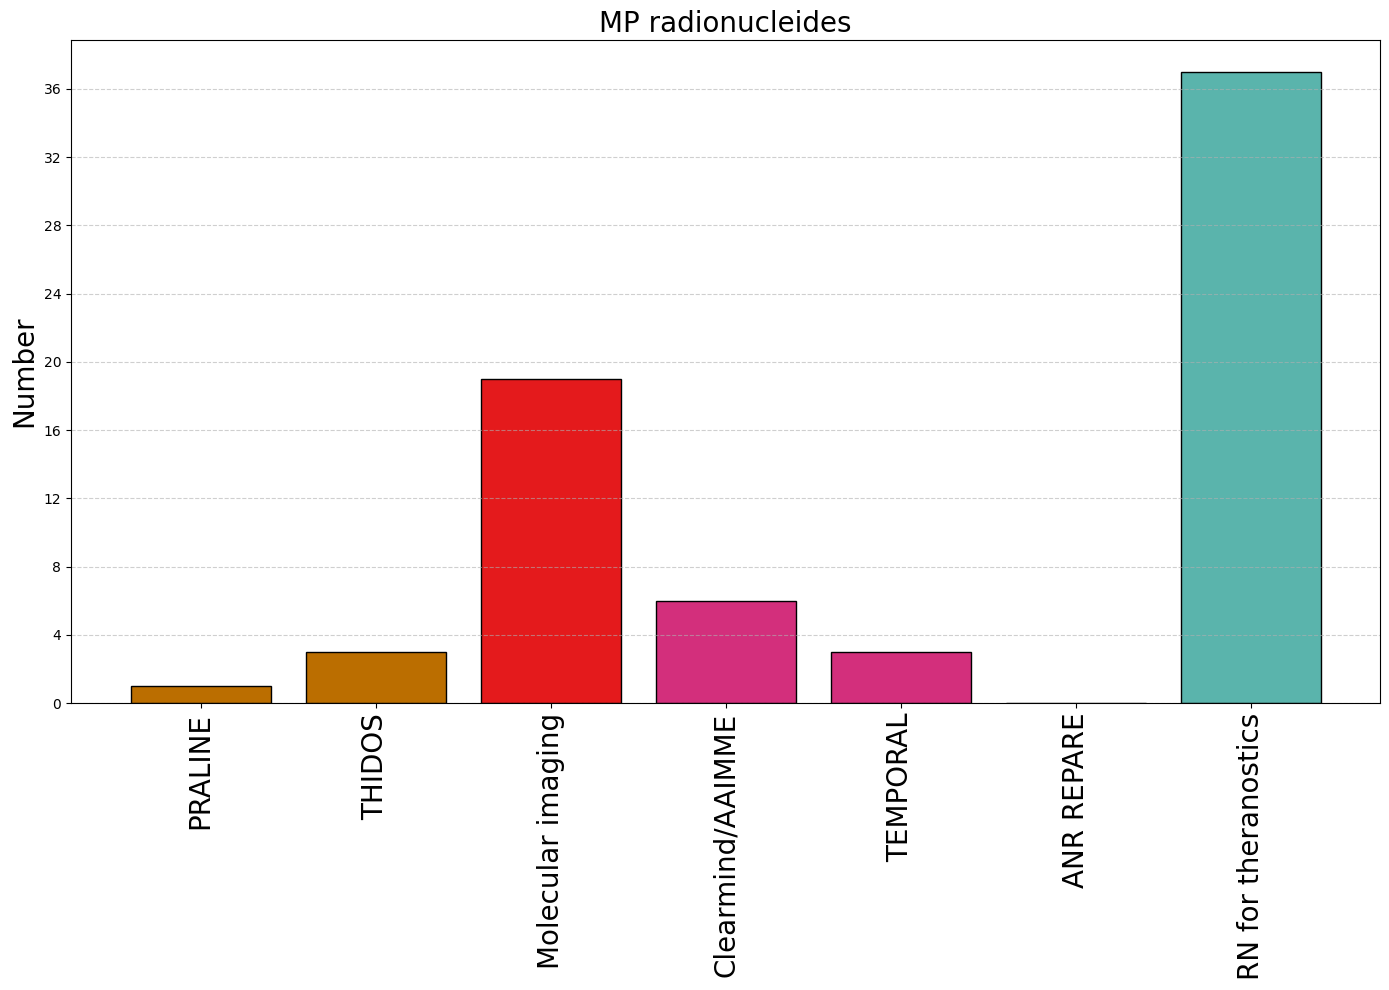 MP radionucleides
Number
36
32
28
24
20
16
12
8
4
0
PRALINE
THIDOS
Molecular imaging
Clearmind/AAIMME
TEMPORAL
ANR REPARE
RN for theranostics